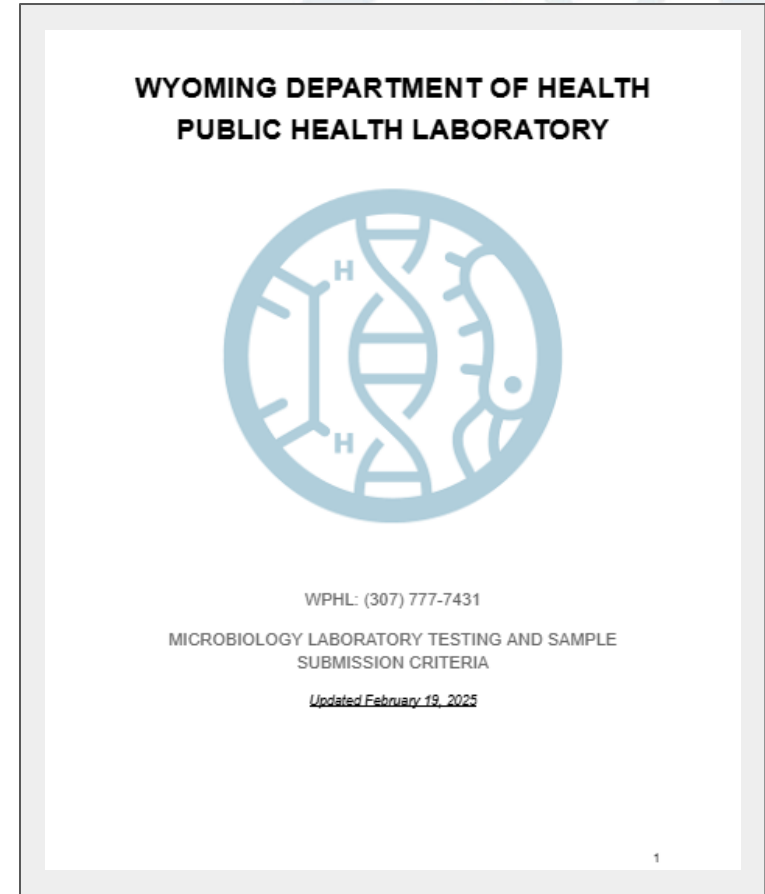 WYOMING DEPARTMENT OF HEALTH
PUBLIC HEALTH LABORATORY
H
H
WPHL: (307) 777-7431
MICROBIOLOGY LABORATORY TESTING AND SAMPLE
SUBMISSION CRITERIA
Updated February 19, 2025
1